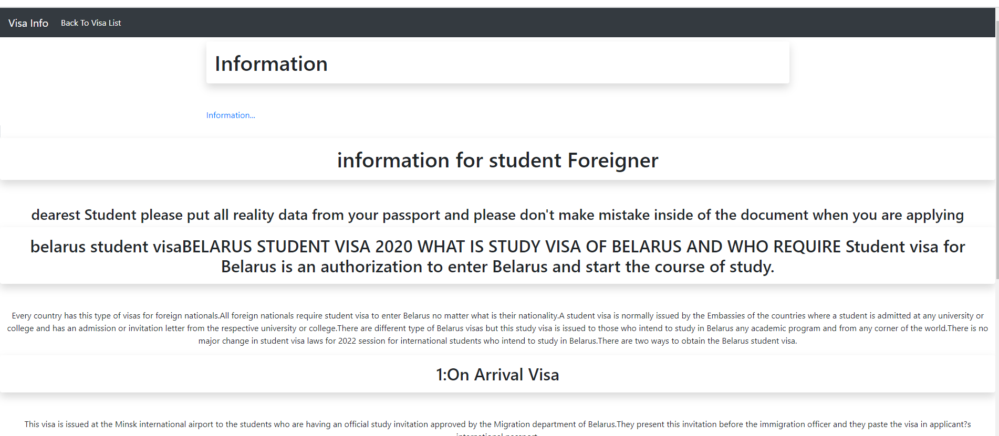 Visa Info Back To Visa List
Information
Information...
information for student Foreigner
dearest Student please put all reality data from your passport and please don't make mistake inside of the document when you are applying
belarus student visaBELARUS STUDENT VISA 2020 WHAT IS STUDY VISA OF BELARUS AND WHO REQUIRE Student visa for
Belarus is an authorization to enter Belarus and start the course of study.
Every country has this type of visas for foreign nationals.All foreign nationals require student visa to enter Belarus no matter what is their nationality.A student visa is normally issued by the Embassies of the countries where a student is admitted at any university or
college and has an admission or invitation letter from the respective university or college.There are different type of Belarus visas but this study visa is issued to those who intend to study in Belarus any academic program and from any corner of the world.There is no
major change in student visa laws for 2022 session for international students who intend to study in Belarus.There are two ways to obtain the Belarus student visa.
1:On Arrival Visa
This visa is issued at the Minsk international airport to the students who are having an official study invitation approved by the Migration department of Belarus.They present this invitation before the immigration officer and they paste the visa in applicant?s
international passport